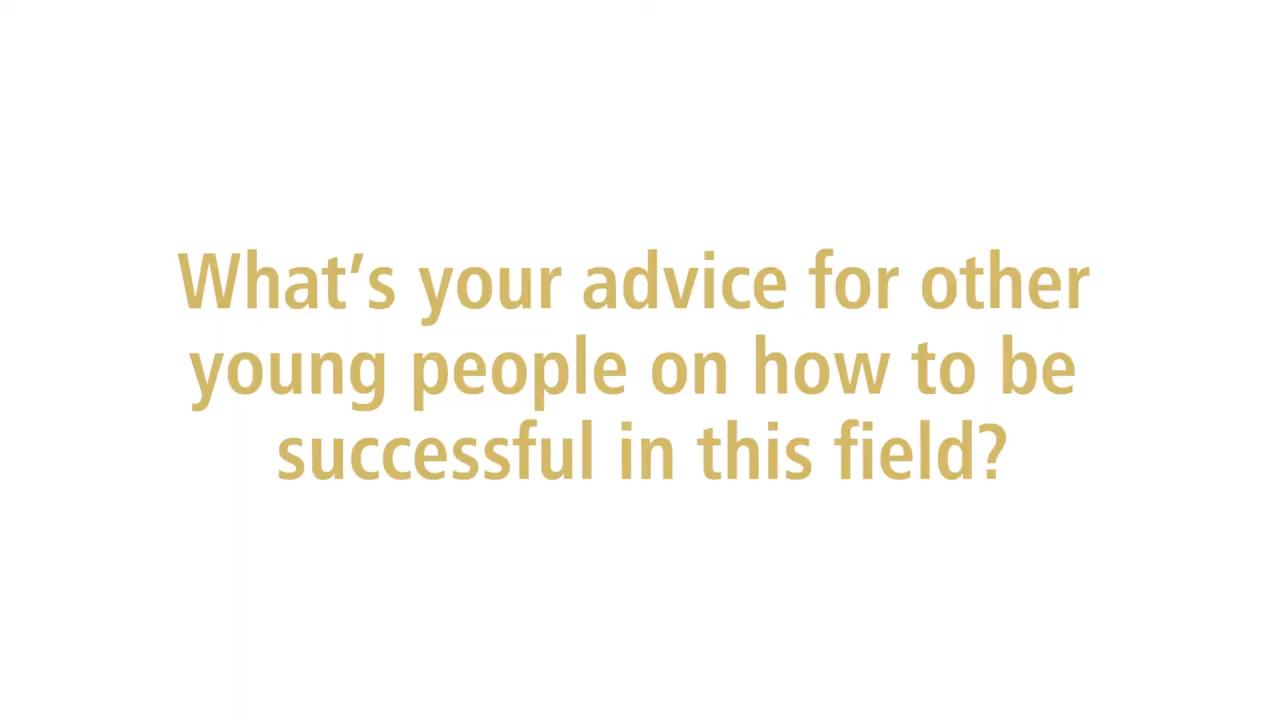 What’s your advice for other
young people on how to be
successful in this field?